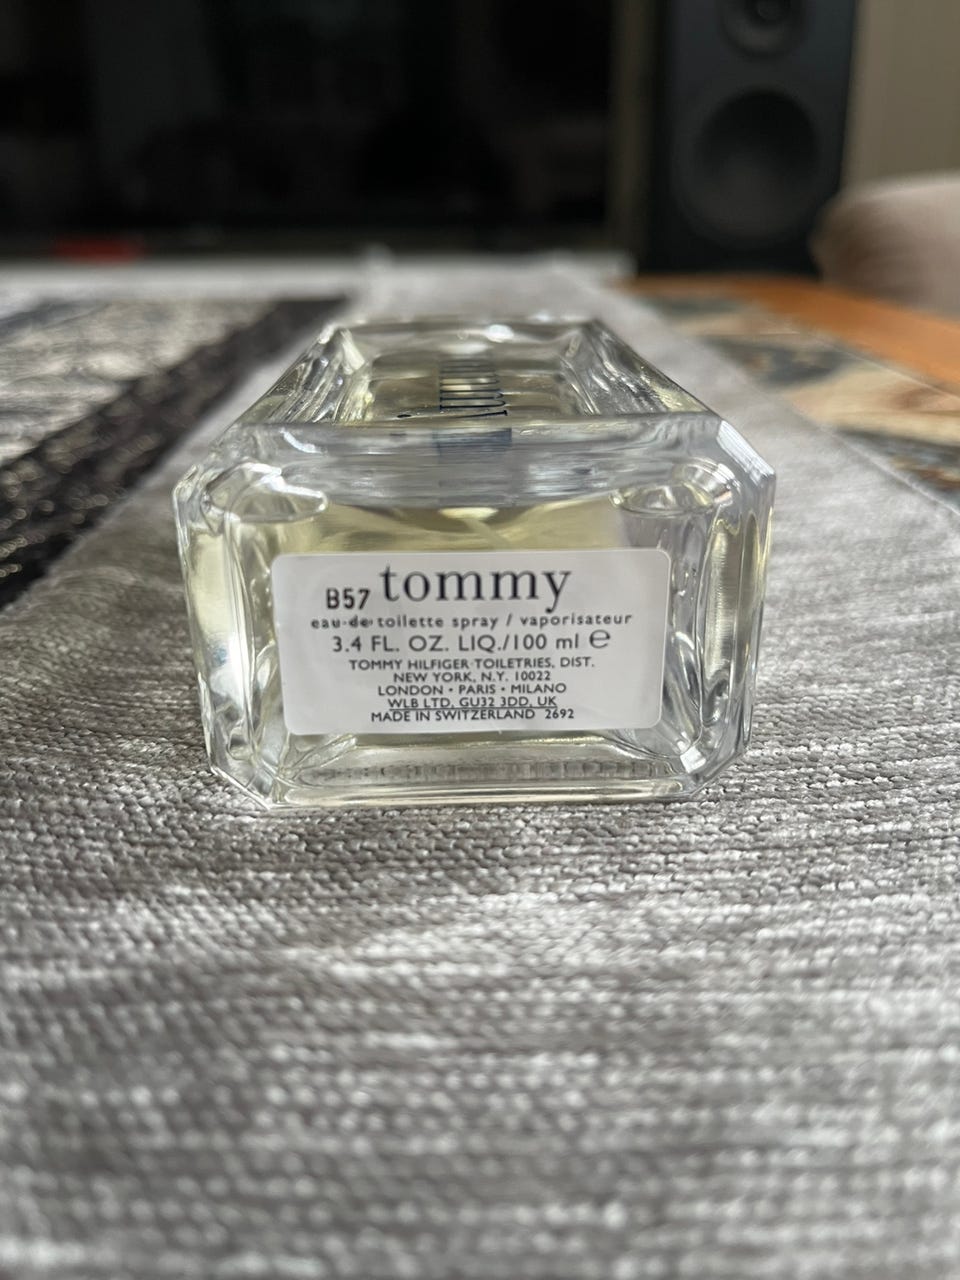 tommy
B57 tommy
eau·de·toilette spray / vaporisateur
3.4 FL. OZ. LIQ./100 ml ℮
TOMMY HILFIGER TOILETRIES, DIST.
NEW YORK, N.Y. 10022
LONDON • PARIS • MILANO
WLB LTD. GU32 3DD, UK
MADE IN SWITZERLAND 2692